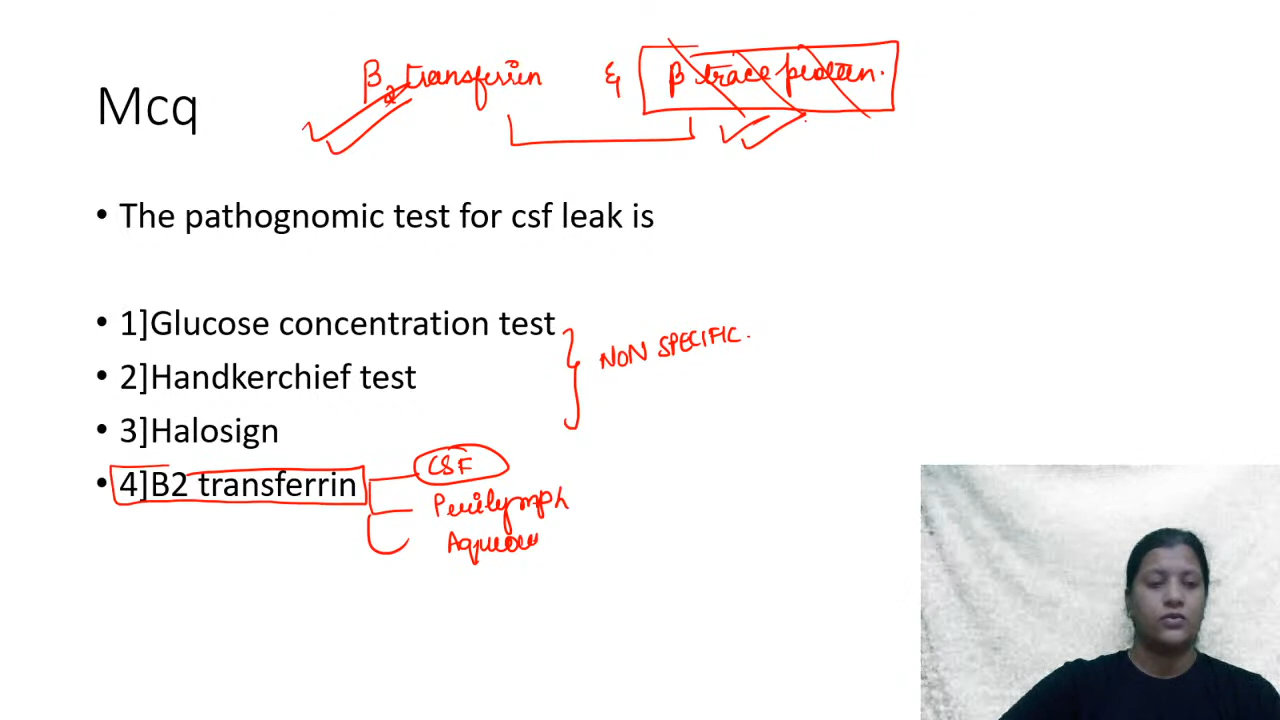 β2 transferrin & β trace protein.
Mcq
• The pathognomic test for csf leak is
• 1]Glucose concentration test
• 2]Handkerchief test
NON SPECIFIC.
• 3]Halosign
• 4]B2 transferrin
CSF
Perilymph
Aqueous